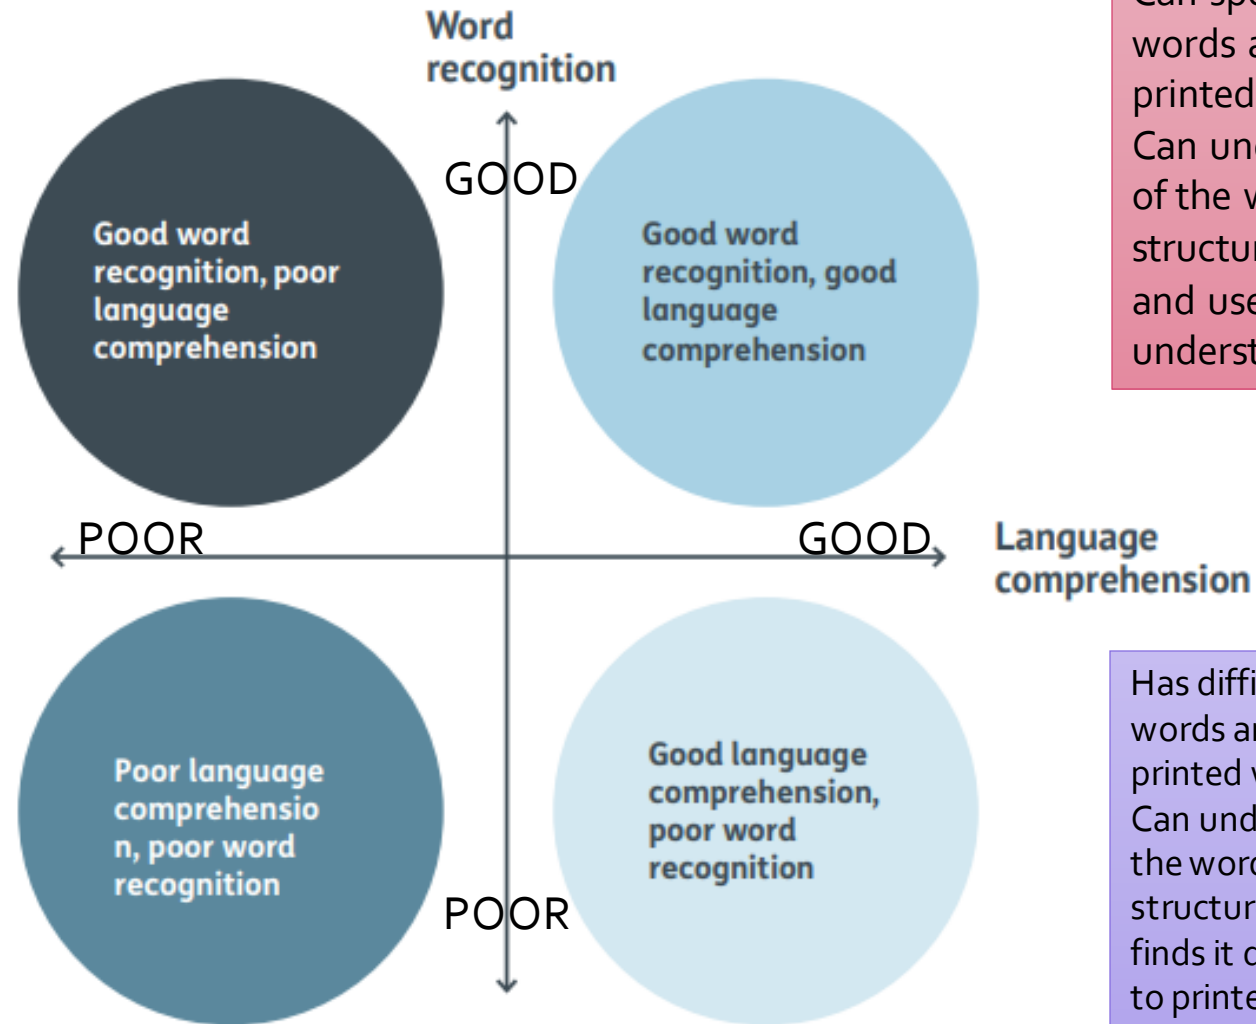 Word
recognition
GOOD
Good word
recognition, poor
language
comprehension
Good word
recognition, good
language
comprehension
words
printed
Can
of the
structur
and use
underst
POOR
GOOD
Language
comprehension
Poor language
comprehensio
n, poor word
recognition
Good language
comprehension,
poor word
recognition
POOR
Has diffi
words
printed
Can und
the word
structur
finds it
to printe